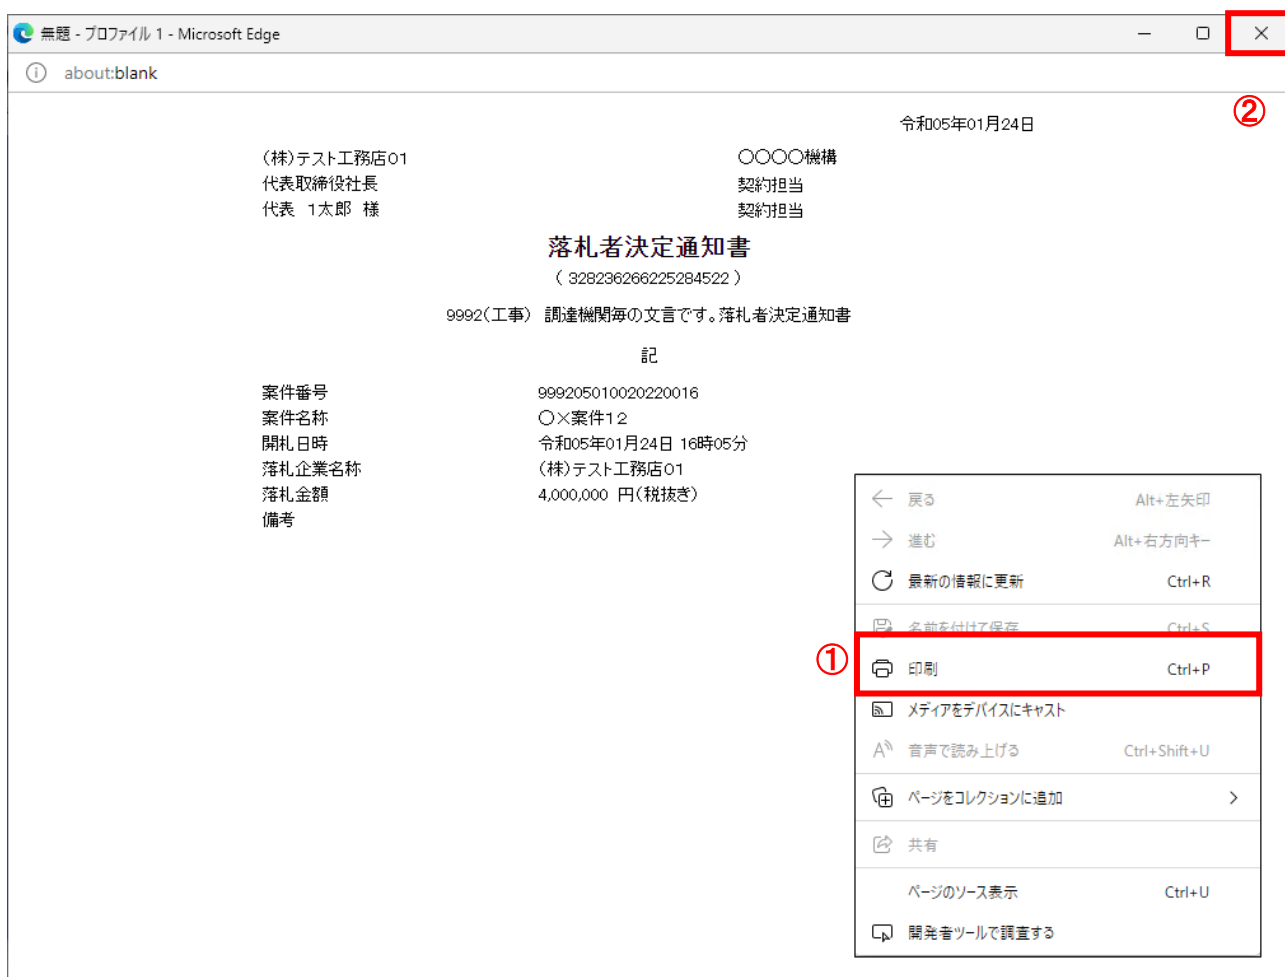 無題 - プロファイル 1 - Microsoft Edge
about:blank
②
令和05年01月24日
(株)テスト工務店01
〇〇〇〇機構
代表取締役社長
契約担当
代表 1太郎 様
契約担当
落札者決定通知書
( 328236266225284522 )
9992(工事) 調達機関毎の文言です。落札者決定通知書
記
案件番号 999205010020220016
案件名称 〇×案件12
開札日時 令和05年01月24日 16時05分
落札企業名称 (株)テスト工務店01
落札金額 4,000,000 円(税抜き)
備考
戻る Alt+左矢印
進む Alt+右方向キー
最新の情報に更新 Ctrl+R
名前を付けて保存 Ctrl+S
①
印刷 Ctrl+P
メディアをデバイスにキャスト
音声で読み上げる Ctrl+Shift+U
ページをコレクションに追加
共有
ページのソース表示 Ctrl+U
開発者ツールで調査する